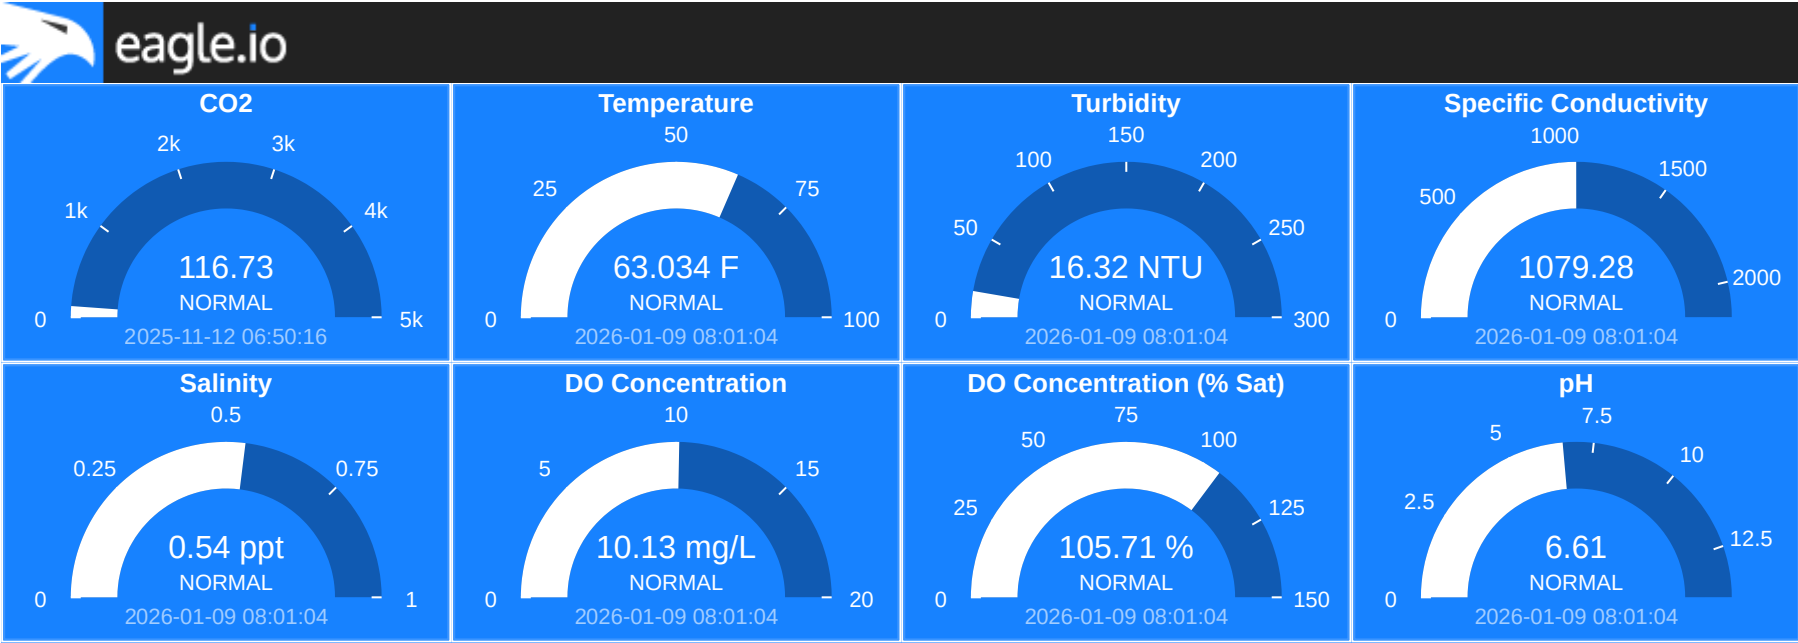 eagle.io
CO2
2k
3k
1k
4k
116.73
NORMAL
0
5k
2025-11-12 06:50:16
Temperature
50
25
75
63.034 F
NORMAL
0
100
2026-01-09 08:01:04
Turbidity
150
100
200
50
250
16.32 NTU
NORMAL
0
300
2026-01-09 08:01:04
Specific Conductivity
1000
1500
500
2000
1079.28
NORMAL
0
2026-01-09 08:01:04
Salinity
0.5
0.25
0.75
0.54 ppt
NORMAL
0
1
2026-01-09 08:01:04
DO Concentration
10
5
15
10.13 mg/L
NORMAL
0
20
2026-01-09 08:01:04
DO Concentration (% Sat)
75
50
100
25
125
105.71 %
NORMAL
0
150
2026-01-09 08:01:04
pH
7.5
5
10
2.5
12.5
6.61
NORMAL
0
2026-01-09 08:01:04